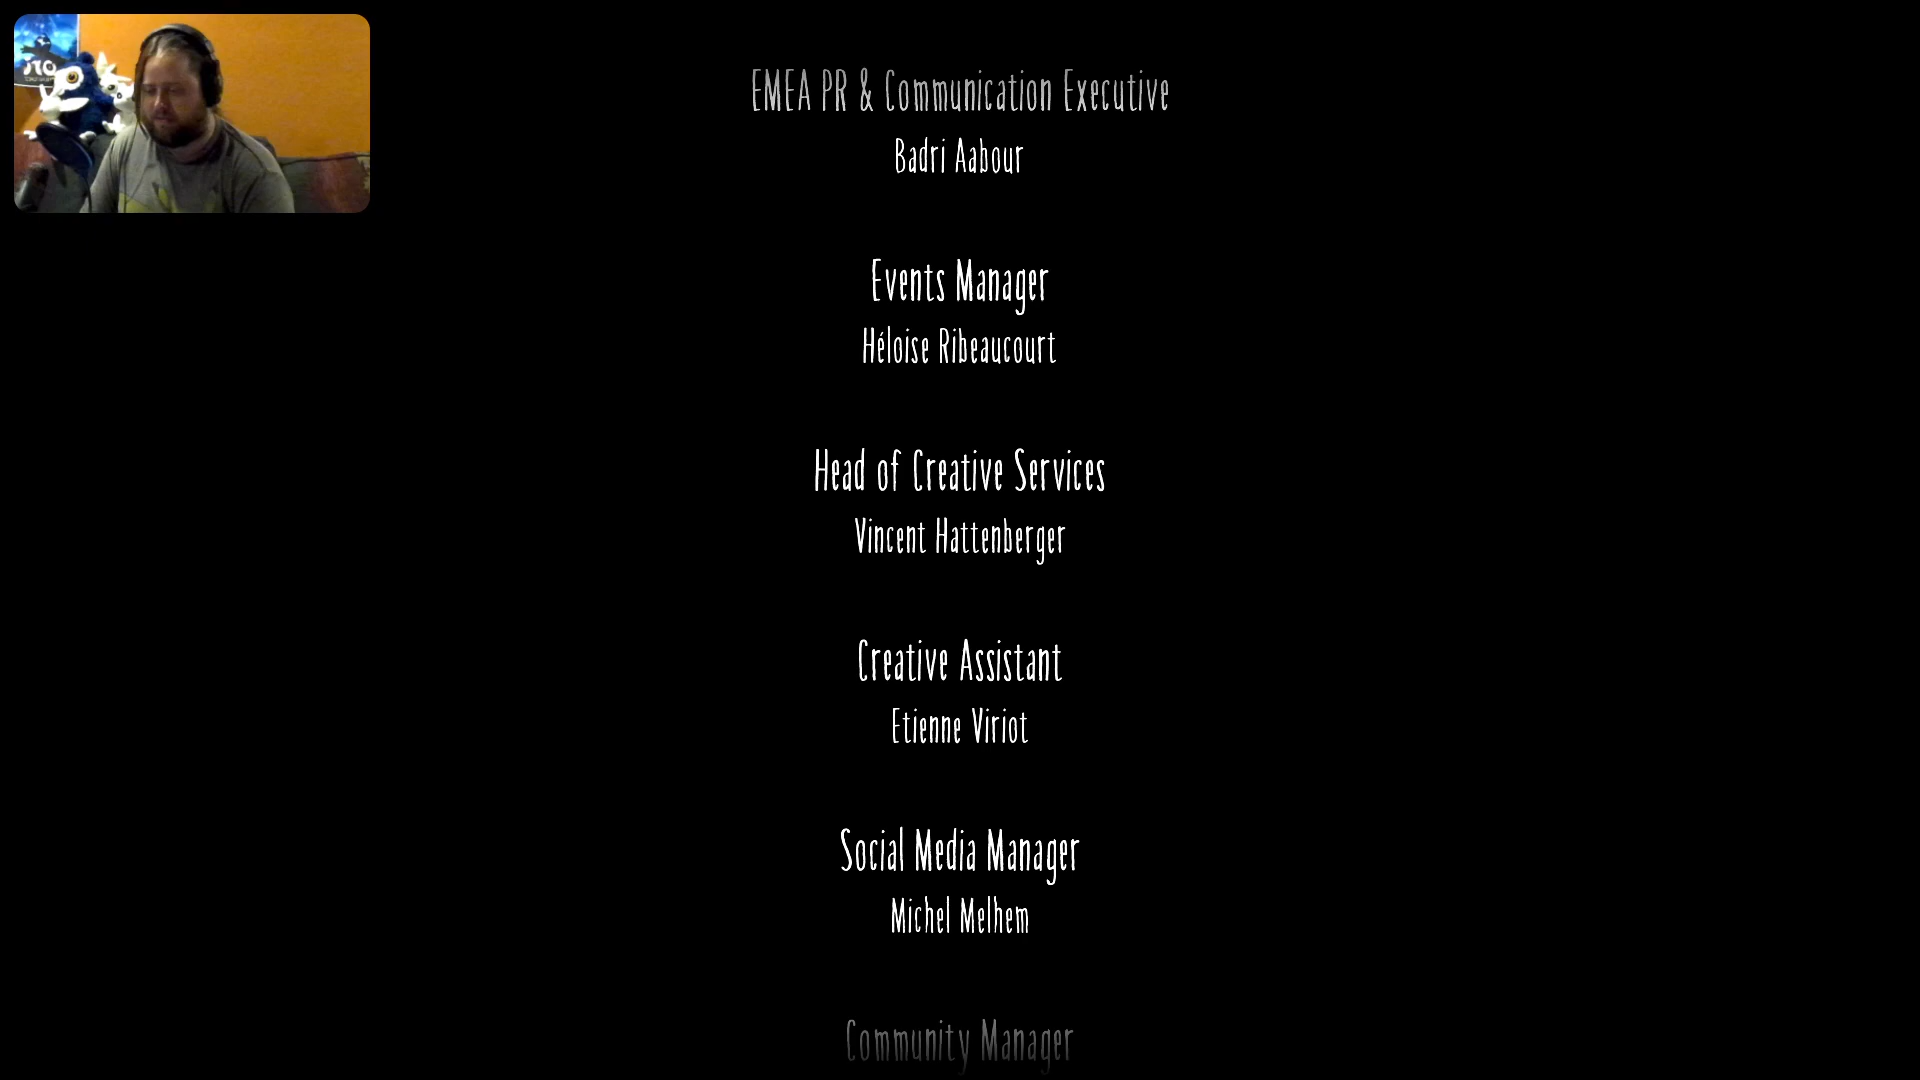 EMEA PR & Communication Executive
Badri Aabour
Events Manager
Héloise Ribeaucourt
Head of Creative Services
Vincent Hattenberger
Creative Assistant
Etienne Viriot
Social Media Manager
Michel Melhem
Community Manager